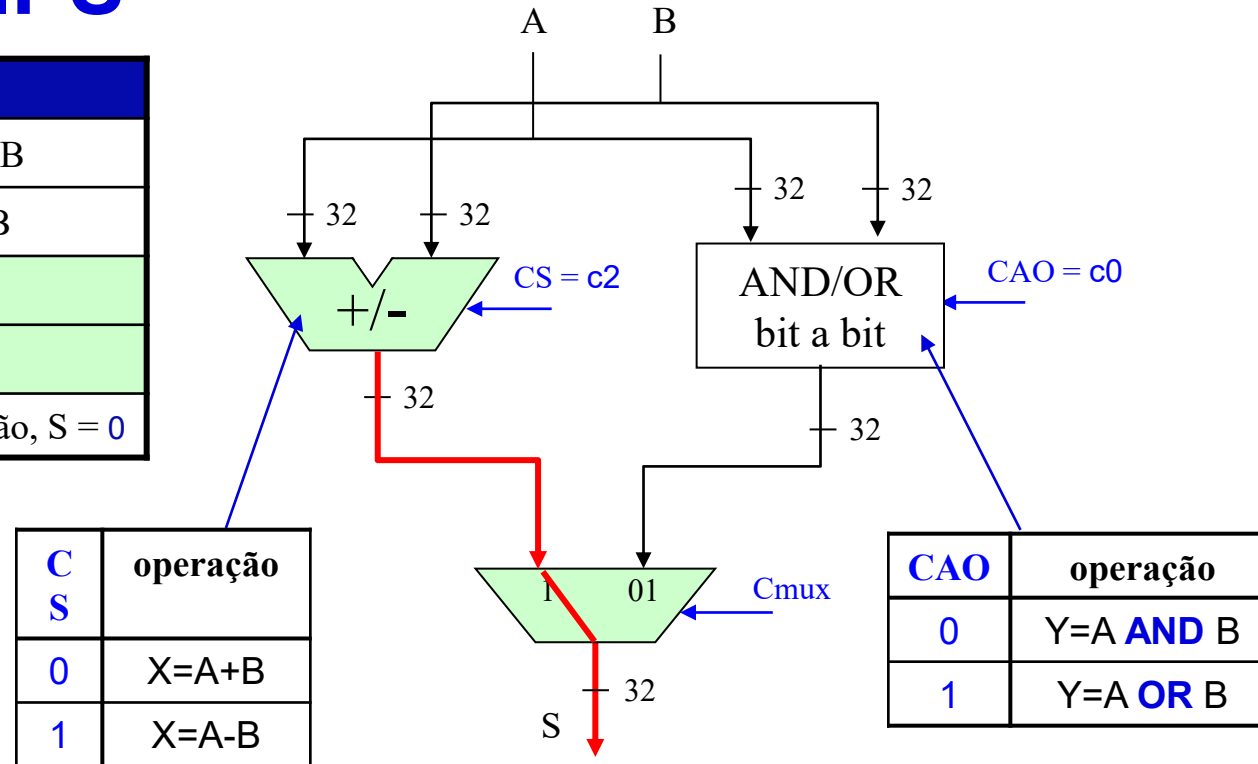 A B
B
32 32
32 32
CS = c2
AND/OR
bit a bit
CAO = c0
+/-
32
32
ão, S = 0
C
S
operação
0 X=A+B
1 X=A-B
1 01
Cmux
32
S
CAO operação
0 Y=A AND B
1 Y=A OR B